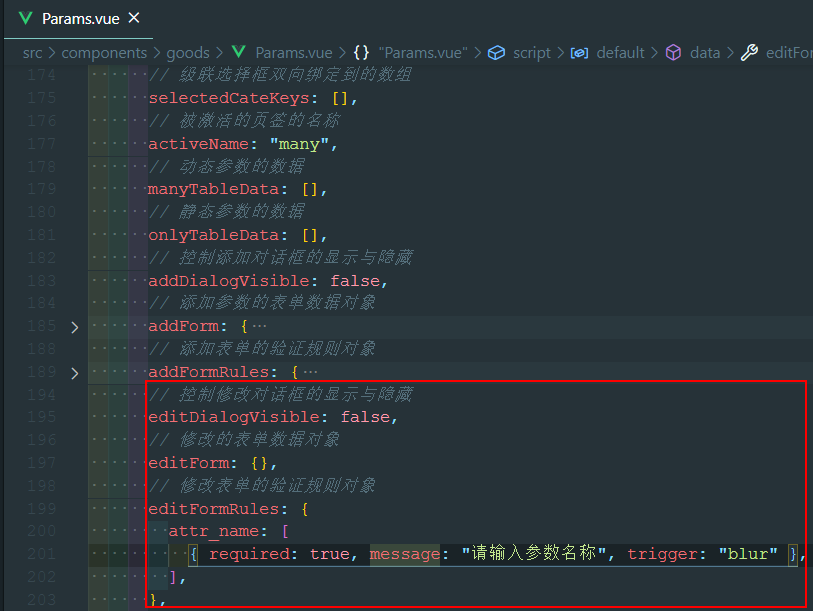 Params.vue ×
src > components > goods > Params.vue > {} "Params.vue" > script > default > data > editFor
174 // 级联选择框双向绑定到的数组
175 selectedCateKeys: [],
176 // 被激活的页签的名称
177 activeName: "many",
178 // 动态参数的数据
179 manyTableData: [],
180 // 静态参数的数据
181 onlyTableData: [],
182 // 控制添加对话框的显示与隐藏
183 addDialogVisible: false,
184 // 添加参数的表单数据对象
185 addForm: {…
188 // 添加表单的验证规则对象
189 addFormRules: {…
194 // 控制修改对话框的显示与隐藏
195 editDialogVisible: false,
196 // 修改的表单数据对象
197 editForm: {},
198 // 修改表单的验证规则对象
199 editFormRules: {
200 attr_name: [
201 { required: true, message: "请输入参数名称", trigger: "blur" },
202 ],
203 },